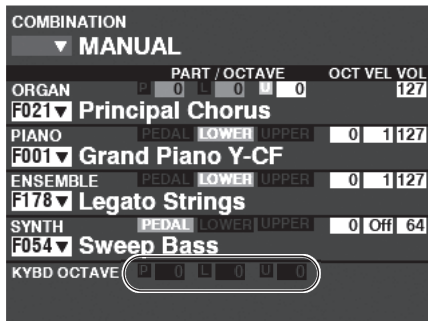 COMBINATION
▼ MANUAL
PART / OCTAVE OCT VEL VOL
ORGAN P 0 L 0 U 0 127
F021▼ Principal Chorus
PIANO PEDAL LOWER UPPER 0 1 127
F001▼ Grand Piano Y-CF
ENSEMBLE PEDAL LOWER UPPER 0 1 127
F178▼ Legato Strings
SYNTH PEDAL LOWER UPPER 0 Off 64
F054▼ Sweep Bass
KYBD OCTAVE P 0 L 0 U 0